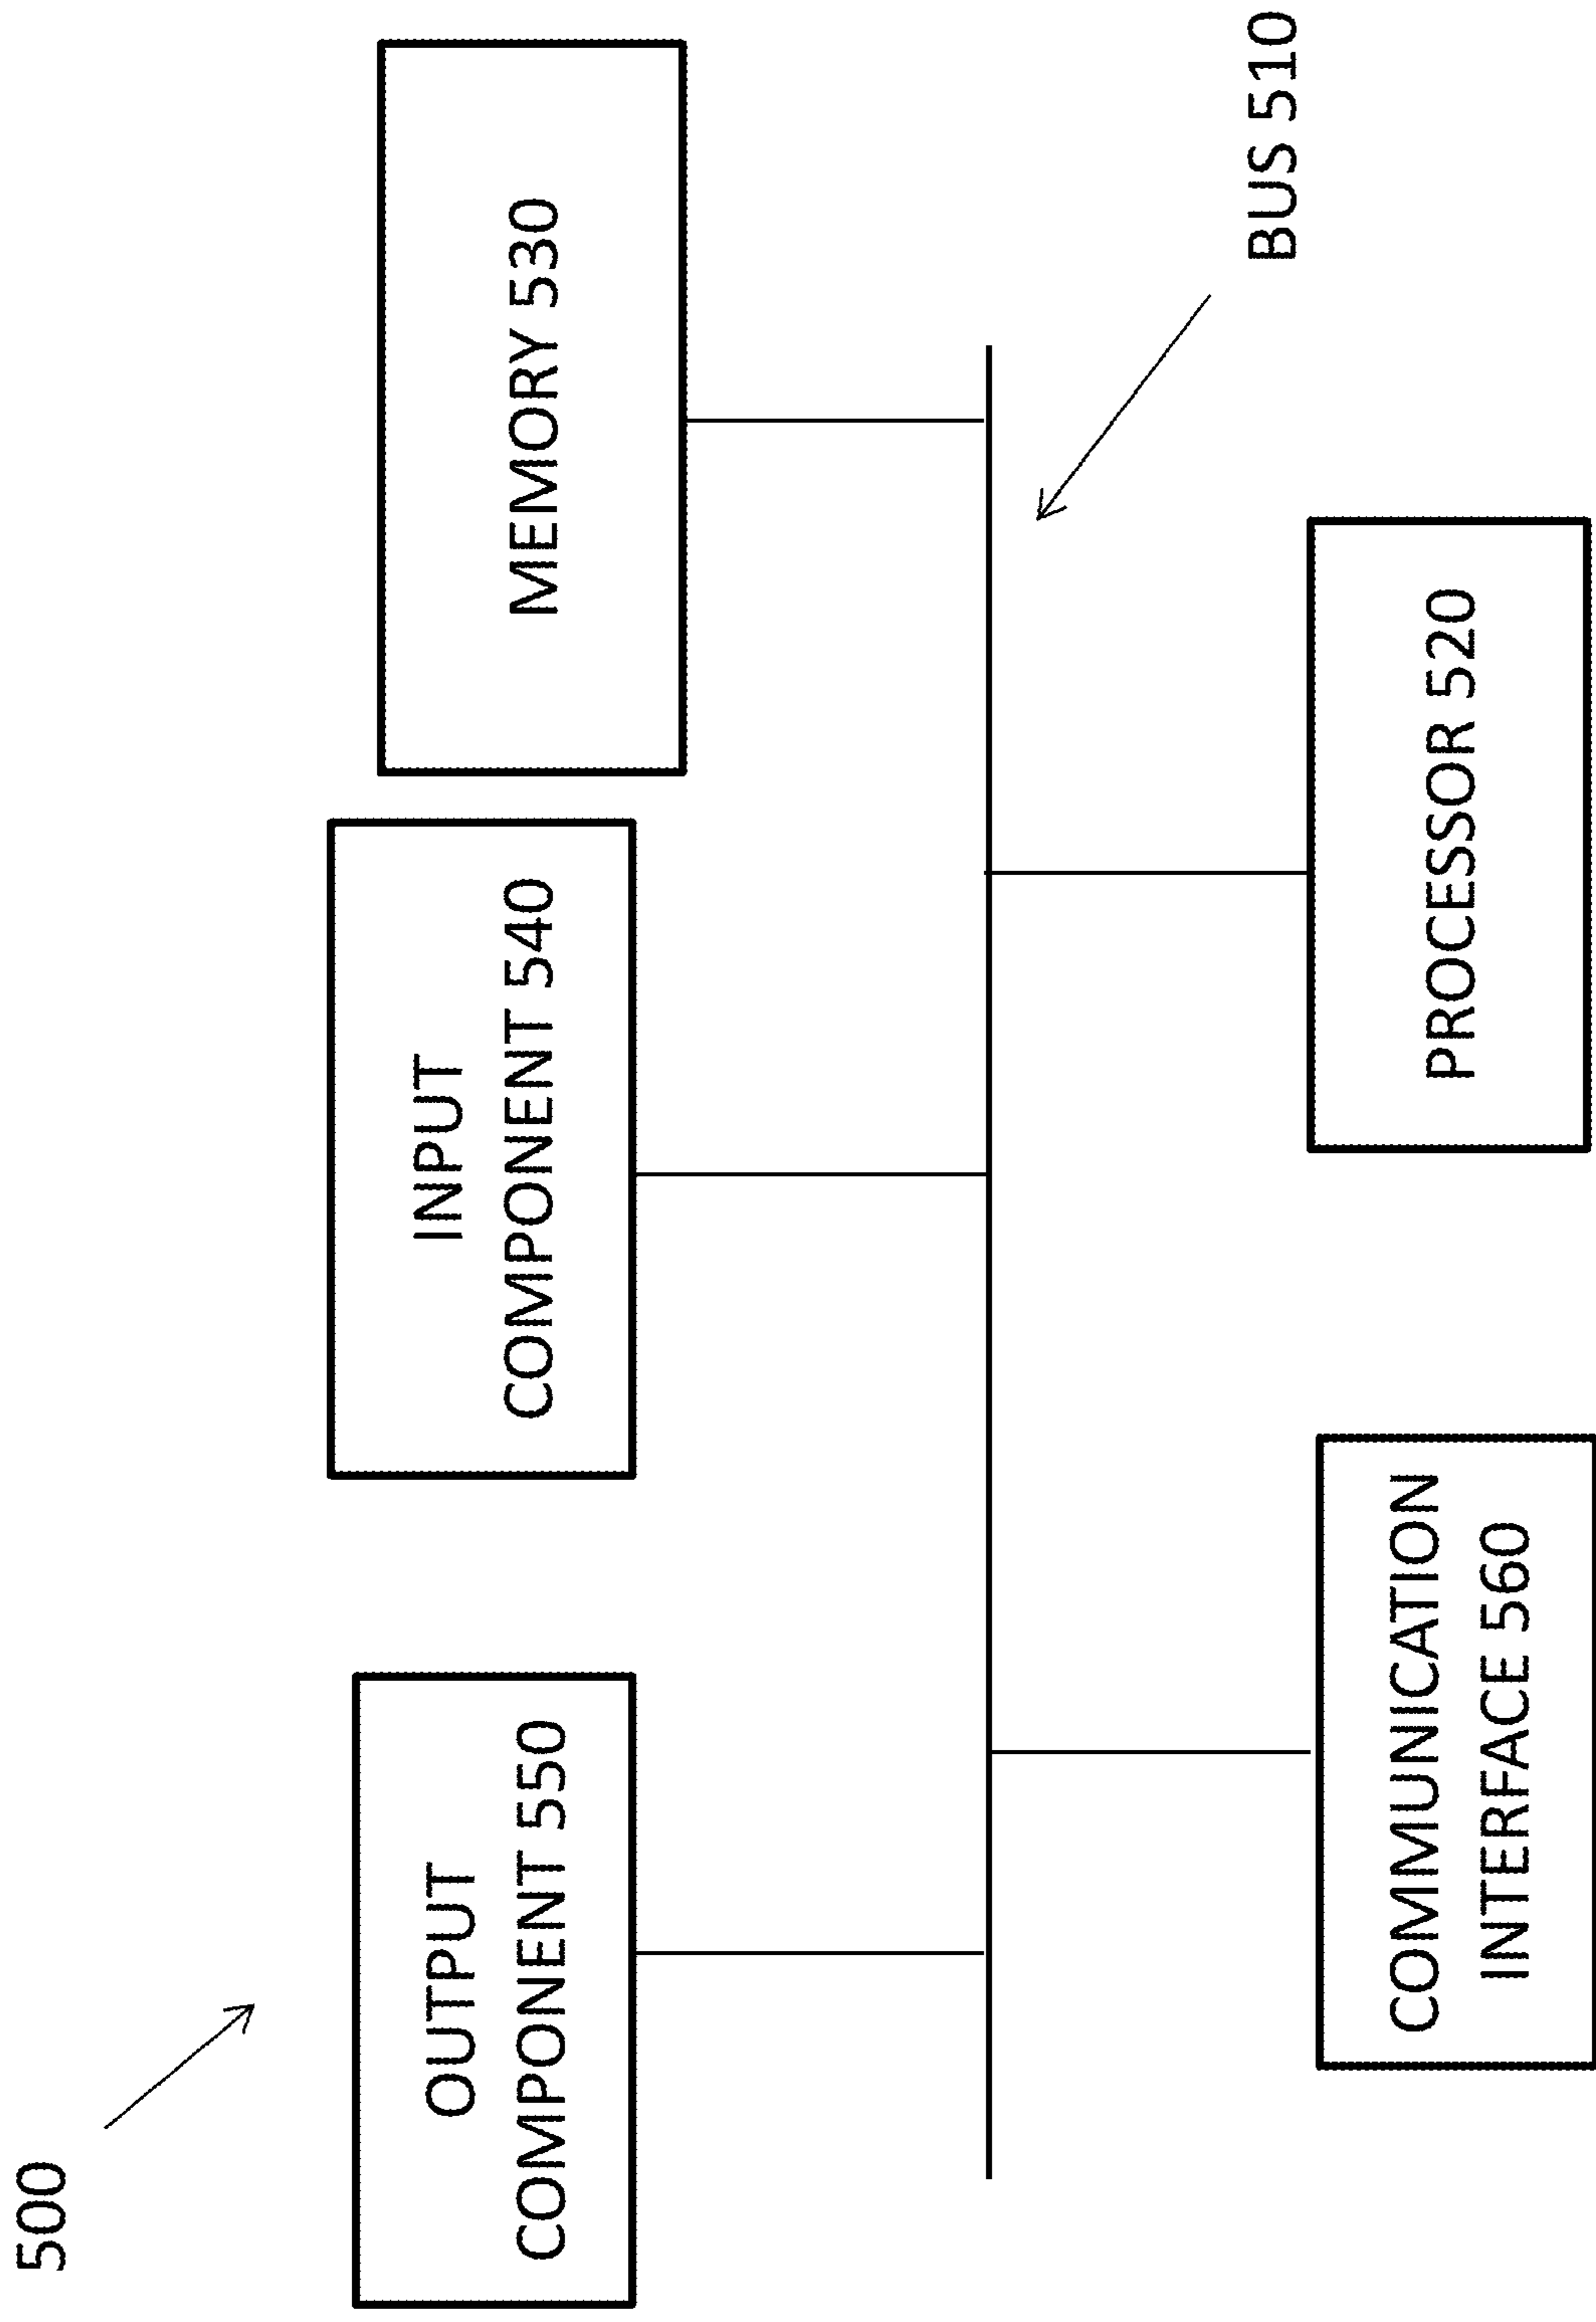 500
OUTPUT
COMPONENT 550
INPUT
COMPONENT 540
MEMORY 530
BUS 510
COMMUNICATION
INTERFACE 560
PROCESSOR 520